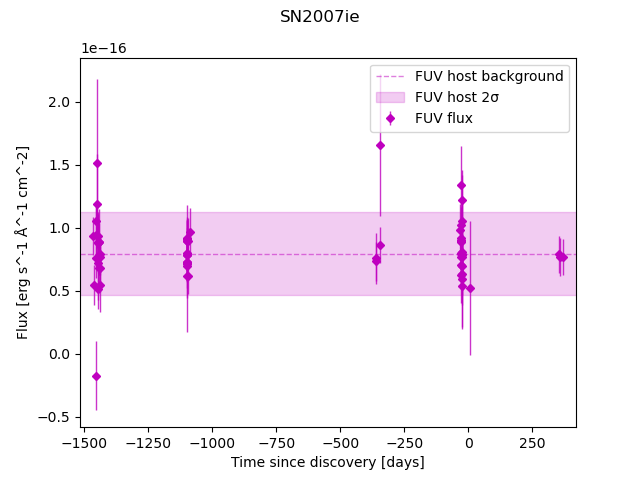 SN2007ie
1e−16
FUV host background
FUV host 2σ
FUV flux
2.0
1.5
1.0
0.5
0.0
−0.5
Flux [erg s^-1 Å^-1 cm^-2]
−1500 −1250 −1000 −750 −500 −250 0 250
Time since discovery [days]